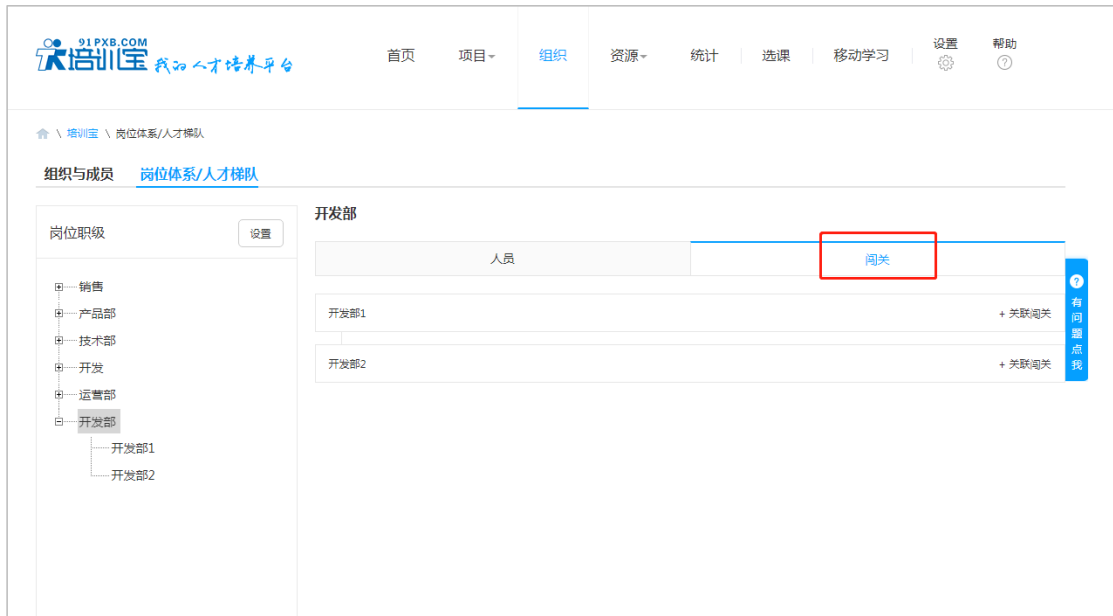 91PXB.COM
培训宝 我的人才培养平台
首页 项目 组织 资源 统计 选课 移动学习 设置 帮助
\ 培训宝 \ 岗位体系/人才梯队
组织与成员 岗位体系/人才梯队
岗位职级 设置
销售
产品部
技术部
开发
运营部
开发部
开发部1
开发部2
开发部
人员 闯关
开发部1 + 关联闯关
开发部2 + 关联闯关
?
有问题点我